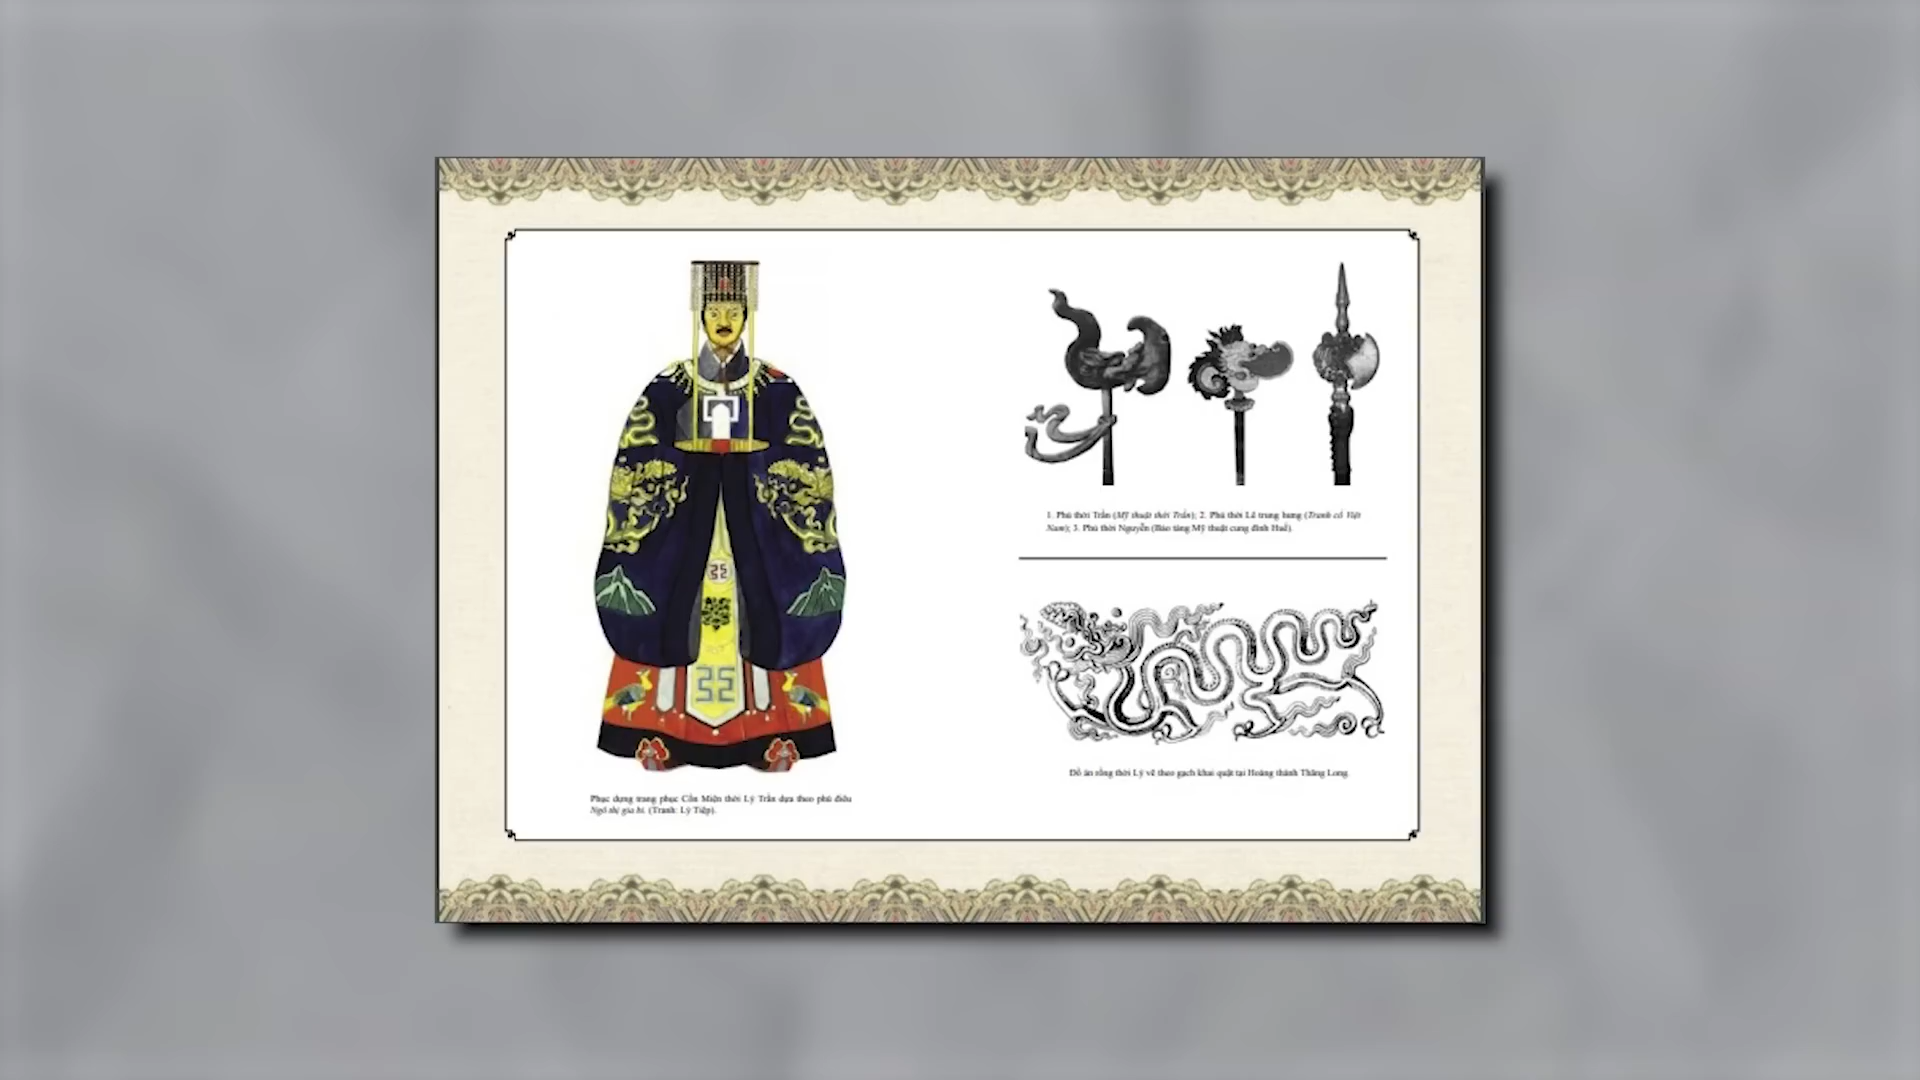 1. Phủ thời Trần (Mỹ thuật thời Trần); 2. Phủ thời Lê trung hưng (Tranh cổ Việt
Nam); 3. Phủ thời Nguyễn (Bảo tàng Mỹ thuật cung đình Huế).
Đồ án rồng thời Lý vẽ theo gạch khai quật tại Hoàng thành Thăng Long.
Phục dựng trang phục Cổn Miện thời Lý Trần dựa theo phù điêu
Ngô nhị gia hí. (Tranh: Lý Tiệp).